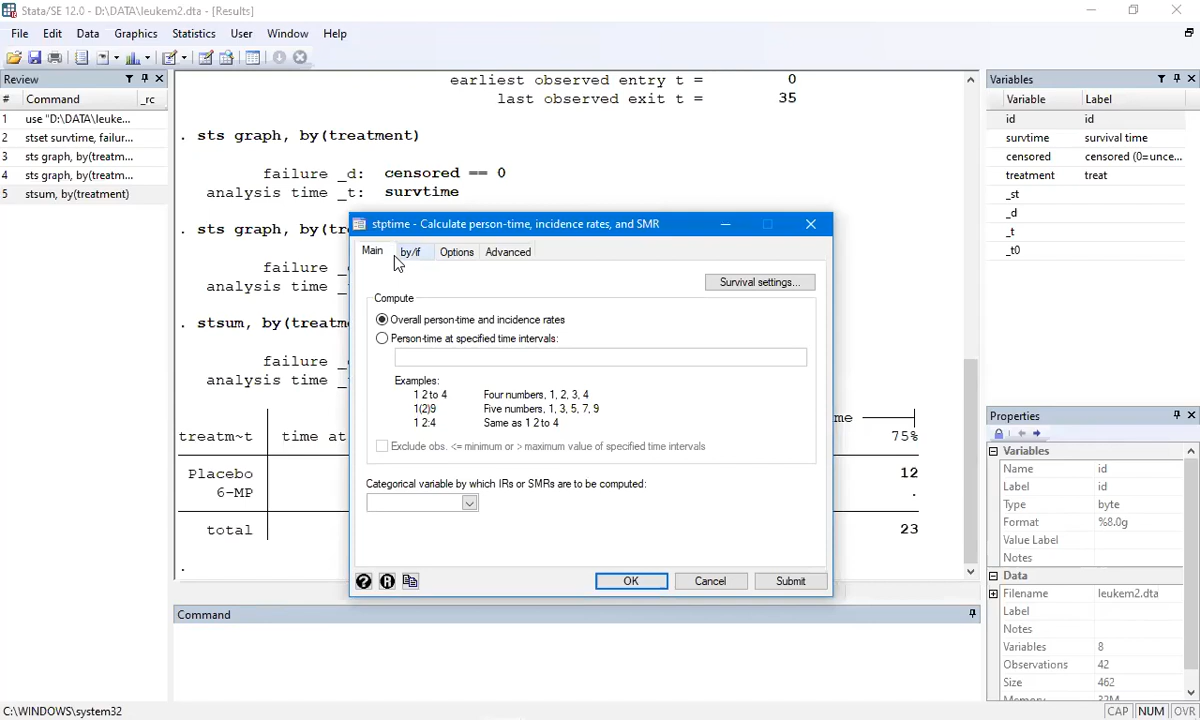 Stata/SE 12.0 - D:\DATA\leukem2.dta - [Results]
File Edit Data Graphics Statistics User Window Help
Review
# Command _rc
1 use "D:\DATA\leuke...
2 stset survtime, failur...
3 sts graph, by(treatm...
4 sts graph, by(treatm...
5 stsum, by(treatment)
earliest observed entry t = 0
last observed exit t = 35
. sts graph, by(treatment)
failure _d: censored == 0
analysis time _t: survtime
. sts graph, by(tre
failure _d
analysis time _t:
. stsum, by(treatme
failure _d
analysis time _t:
me
treatm~t time at 75%
Placebo 12
6-MP .
total 23
.
stptime - Calculate person-time, incidence rates, and SMR
Main by/if Options Advanced
Survival settings...
Compute
Overall person-time and incidence rates
Person-time at specified time intervals:
Examples:
1 2 to 4 Four numbers, 1, 2, 3, 4
1(2)9 Five numbers, 1, 3, 5, 7, 9
1 2:4 Same as 1 2 to 4
Exclude obs. <= minimum or > maximum value of specified time intervals
Categorical variable by which IRs or SMRs are to be computed:
OK Cancel Submit
Command
Variables
Variable Label
id id
survtime survival time
censored censored (0=unce...
treatment treat
_st
_d
_t
_t0
Properties
Variables
Name id
Label id
Type byte
Format %8.0g
Value Label
Notes
Data
Filename leukem2.dta
Label
Notes
Variables 8
Observations 42
Size 462
Memory 32M
C:\WINDOWS\system32
CAP NUM OVR